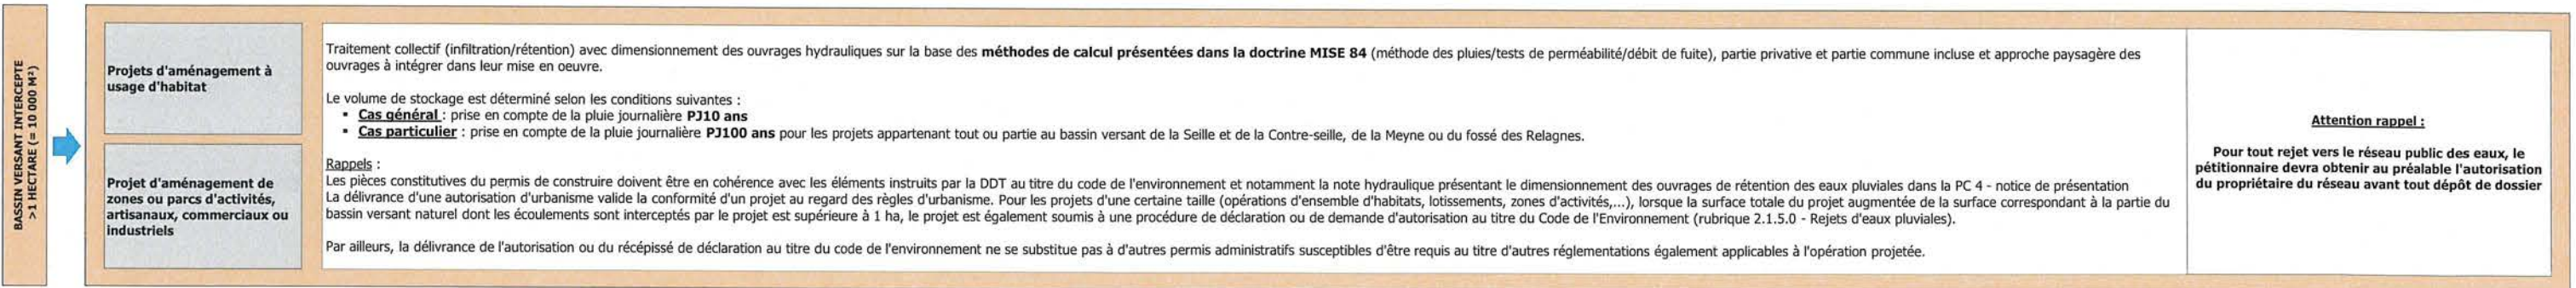 BASSIN VERSANT INTERCEPTE
>1 HECTARE (= 10 000 M²)
Projets d'aménagement à
usage d'habitat
Projet d'aménagement de
zones ou parcs d'activités,
artisanaux, commerciaux ou
industriels
Traitement collectif (infiltration/rétention) avec dimensionnement des ouvrages hydrauliques sur la base des méthodes de calcul présentées dans la doctrine MISE 84 (méthode des pluies/tests de perméabilité/débit de fuite), partie privative et partie commune incluse et approche paysagère des
ouvrages à intégrer dans leur mise en oeuvre.
Le volume de stockage est déterminé selon les conditions suivantes :
▪ Cas général : prise en compte de la pluie journalière PJ10 ans
▪ Cas particulier : prise en compte de la pluie journalière PJ100 ans pour les projets appartenant tout ou partie au bassin versant de la Seille et de la Contre-seille, de la Meyne ou du fossé des Relagnes.
Rappels :
Les pièces constitutives du permis de construire doivent être en cohérence avec les éléments instruits par la DDT au titre du code de l'environnement et notamment la note hydraulique présentant le dimensionnement des ouvrages de rétention des eaux pluviales dans la PC 4 - notice de présentation
La délivrance d'une autorisation d'urbanisme valide la conformité d'un projet au regard des règles d'urbanisme. Pour les projets d'une certaine taille (opérations d'ensemble d'habitats, lotissements, zones d'activités,...), lorsque la surface totale du projet augmentée de la surface correspondant à la partie du
bassin versant naturel dont les écoulements sont interceptés par le projet est supérieure à 1 ha, le projet est également soumis à une procédure de déclaration ou de demande d'autorisation au titre du Code de l'Environnement (rubrique 2.1.5.0 - Rejets d'eaux pluviales).
Par ailleurs, la délivrance de l'autorisation ou du récépissé de déclaration au titre du code de l'environnement ne se substitue pas à d'autres permis administratifs susceptibles d'être requis au titre d'autres réglementations également applicables à l'opération projetée.
Attention rappel :
Pour tout rejet vers le réseau public des eaux, le
pétitionnaire devra obtenir au préalable l'autorisation
du propriétaire du réseau avant tout dépôt de dossier